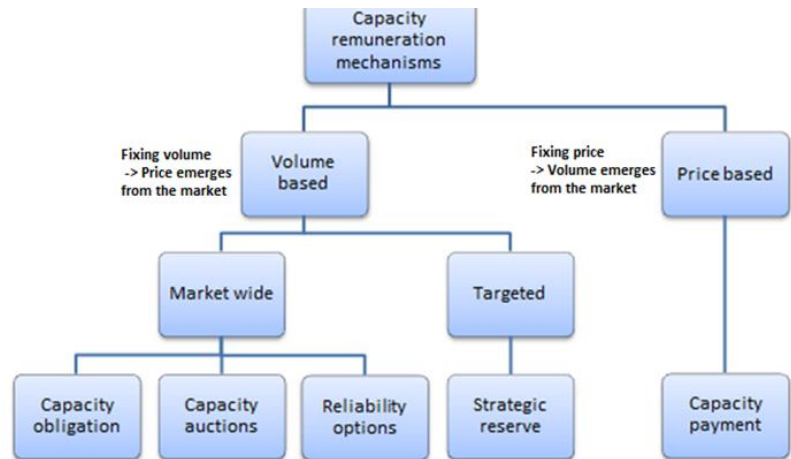 Capacity
remuneration
mechanisms
Fixing volume
-> Price emerges
from the market
Volume
based
Fixing price
-> Volume emerges
from the market
Price based
Market wide
Targeted
Capacity
obligation
Capacity
auctions
Reliability
options
Strategic
reserve
Capacity
payment